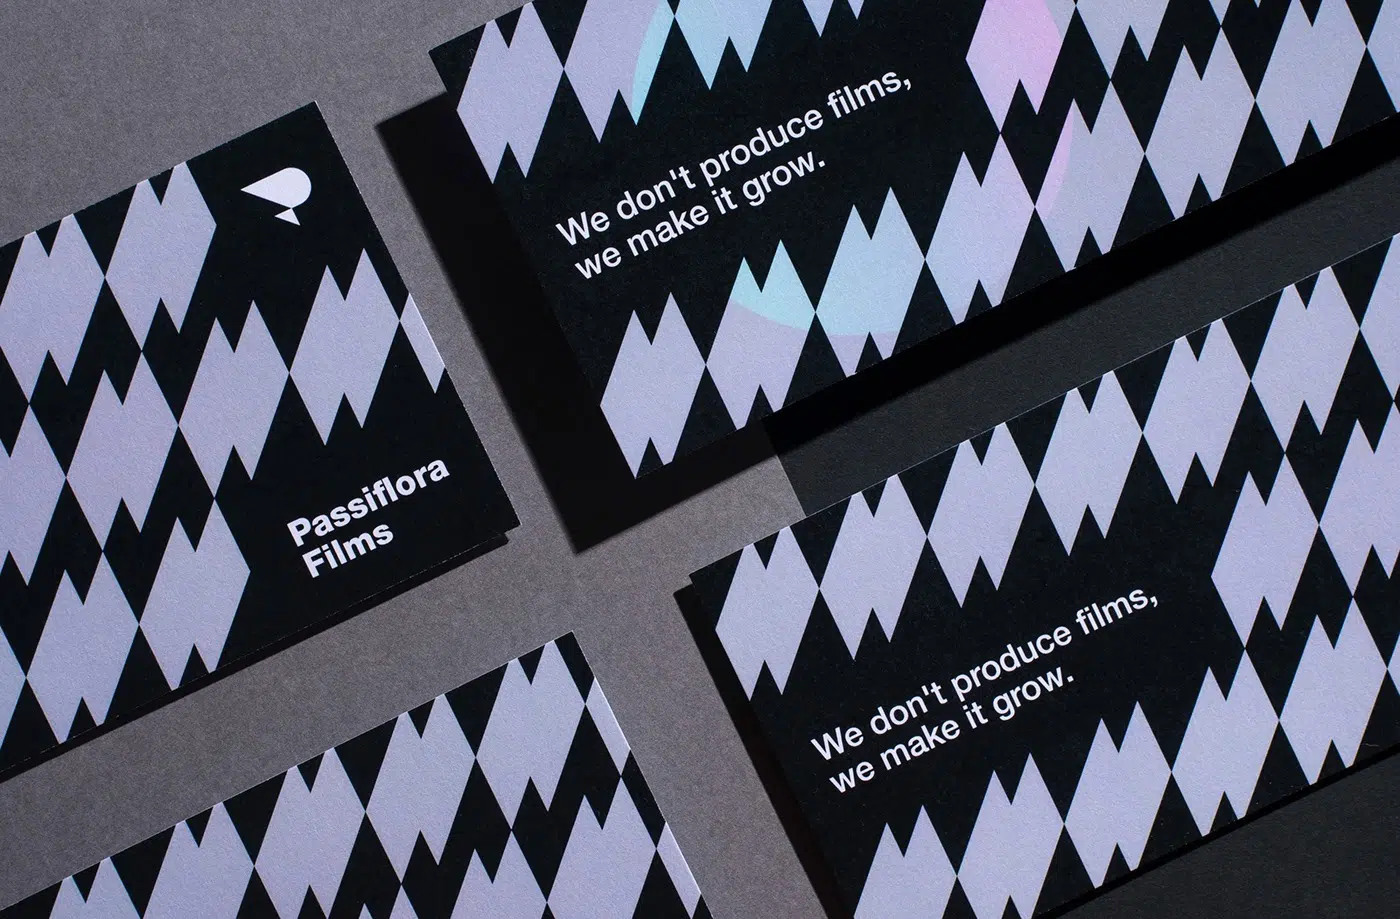 We don't produce films,
we make it grow.
Passiflora
Films
We don't produce films,
we make it grow.